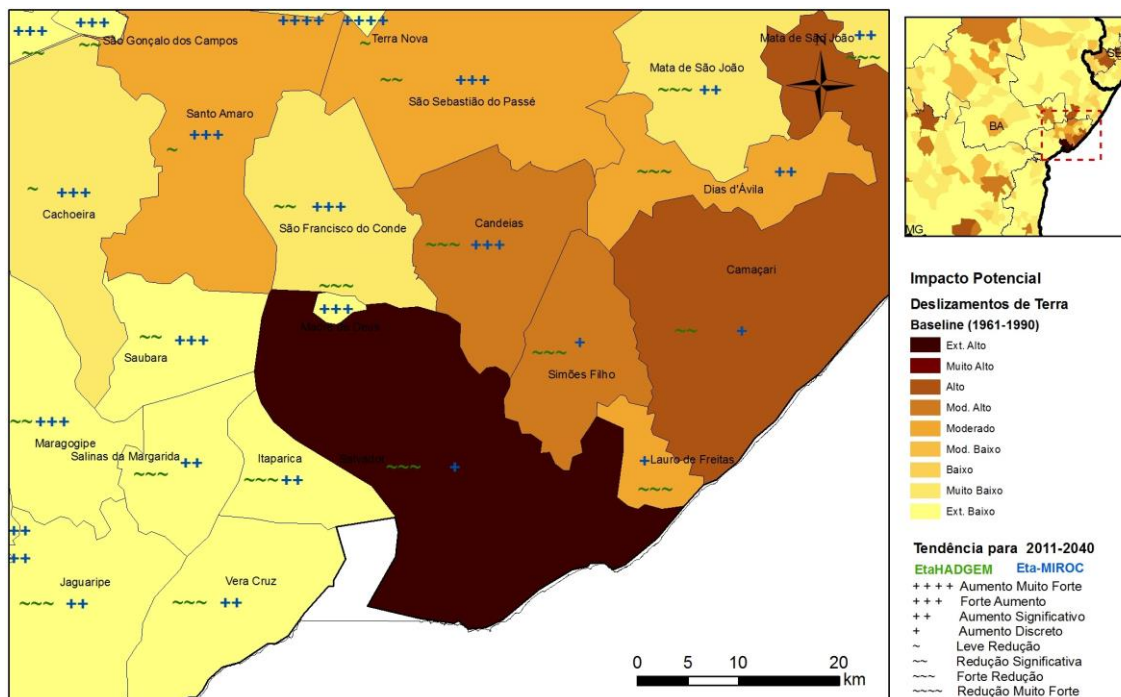 +++
+++
++++
++++
~~
~~
São Gonçalo dos Campos
~
Terra Nova
Mata de São João
++
~~~
Mata de São João
~~~ ++
~~ +++
São Sebastião do Passé
Santo Amaro
+++
~
~~~
++
Dias d'Ávila
~
+++
Cachoeira
~~ +++
São Francisco do Conde
Candeias
~~~ +++
Camaçari
~~ +
~~~
+++
~~ +++
Saubara
+
~~~
Simões Filho
~~ +++
Maragogipe
Salinas da Margarida
++
~~~
Itaparica
~~~ ++
~~~ +
+
Lauro de Freitas
~~~
++
++
Jaguaripe
~~~ ++
Vera Cruz
~~~ ++
0 5 10 20
km
SE
BA
MG
Impacto Potencial
Deslizamentos de Terra
Baseline (1961-1990)
Ext. Alto
Muito Alto
Alto
Mod. Alto
Moderado
Mod. Baixo
Baixo
Muito Baixo
Ext. Baixo
Tendência para 2011-2040
EtaHADGEM Eta-MIROC
++++ Aumento Muito Forte
+++ Forte Aumento
++ Aumento Significativo
+ Aumento Discreto
~ Leve Redução
~~ Redução Significativa
~~~ Forte Redução
~~~~ Redução Muito Forte